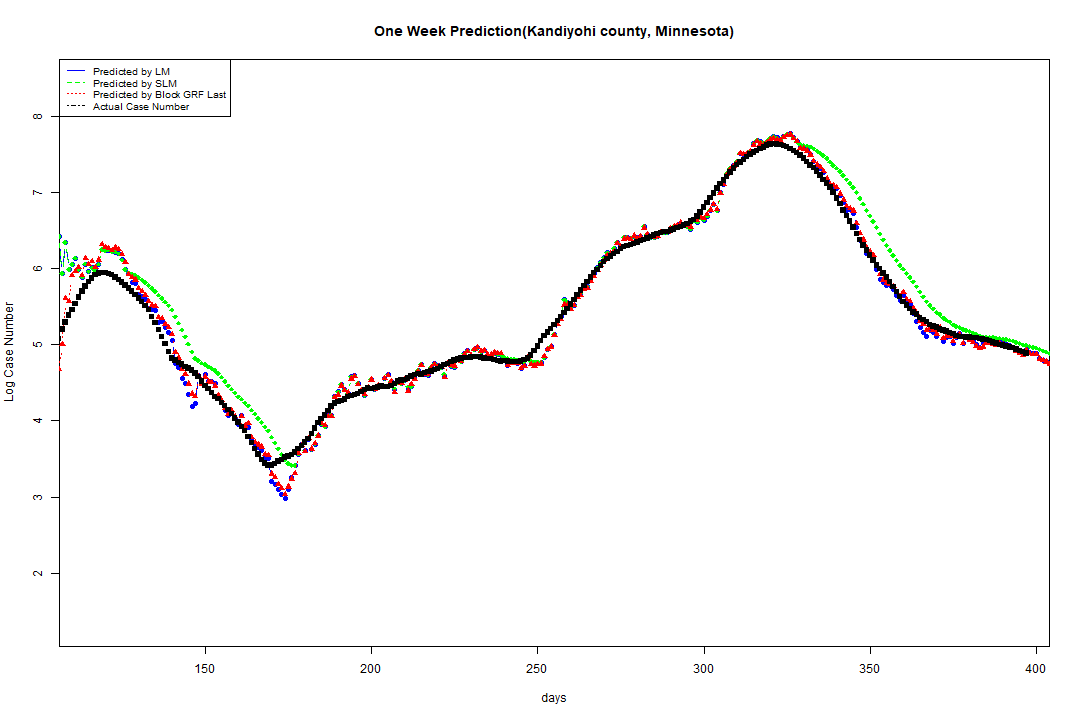 One Week Prediction(Kandiyohi county, Minnesota)
Predicted by LM
Predicted by SLM
Predicted by Block GRF Last
Actual Case Number
Log Case Number
8
7
6
5
4
3
2
150 200 250 300 350 400
days